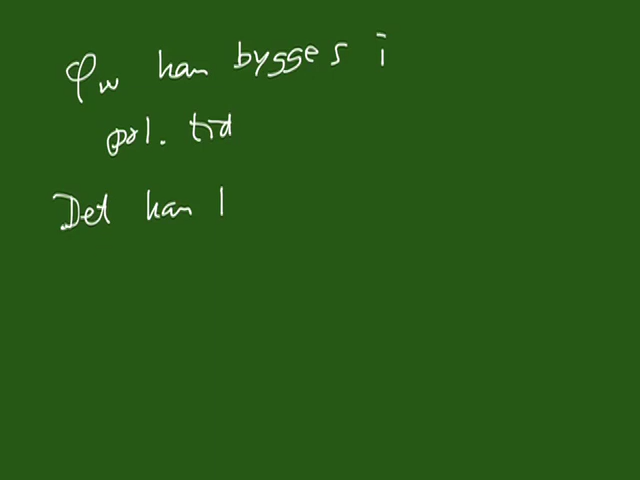 φw kan bygges i
pol. tid
Det kan